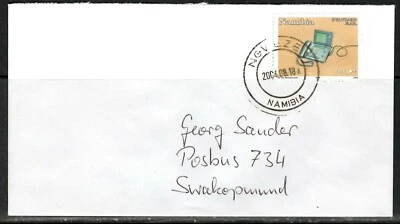 Namibia
NGWEZE
2004.08.18
NAMIBIA
Georg Sander
Posbus 734
Swakopmund